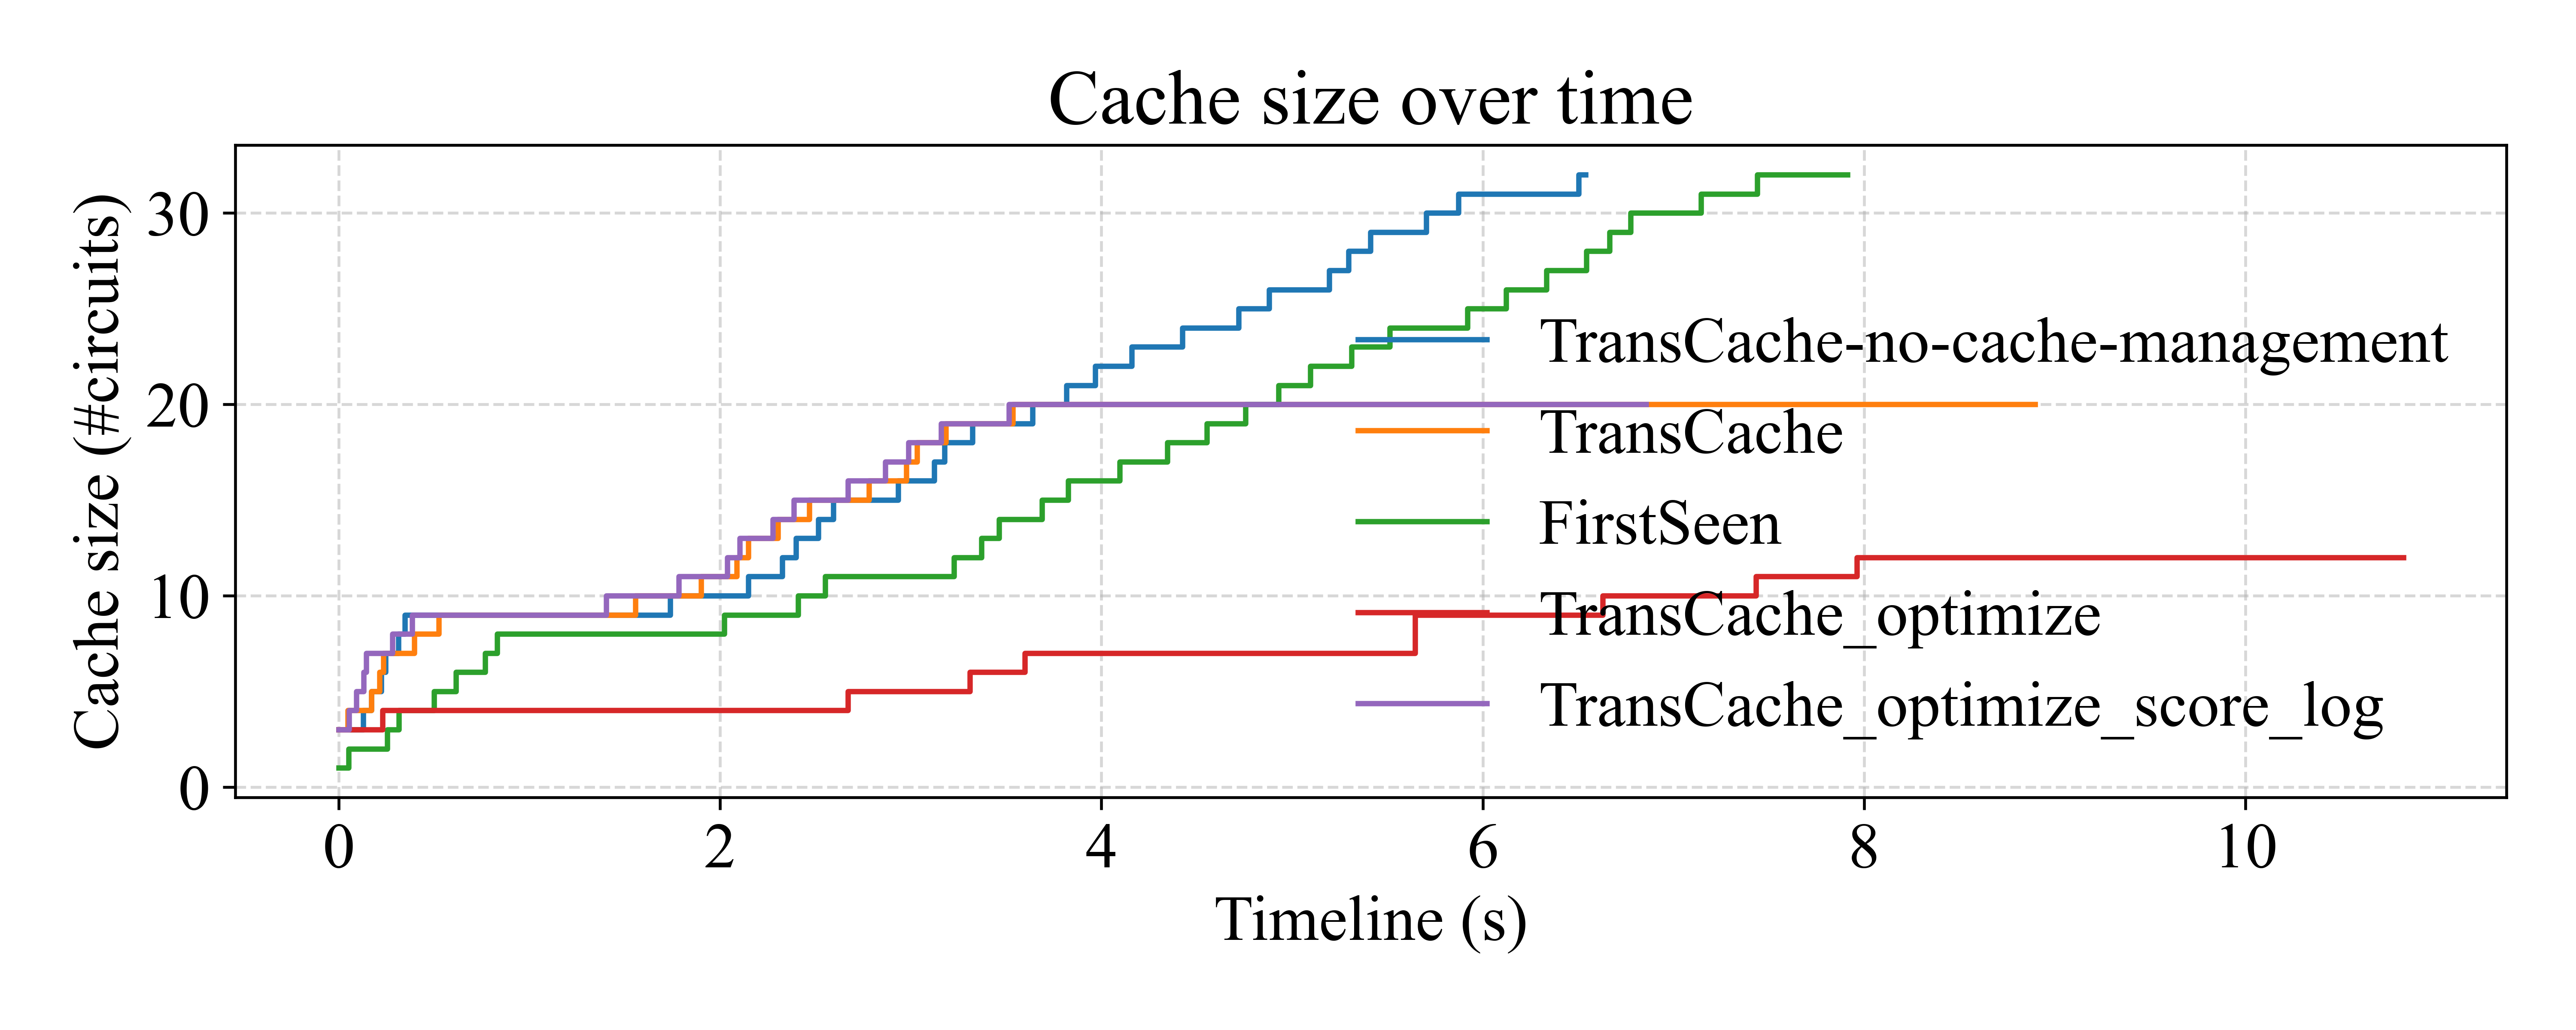 Cache size over time
Cache size (#circuits)
30
20
10
0
TransCache-no-cache-management
TransCache
FirstSeen
TransCache_optimize
TransCache_optimize_score_log
0 2 4 6 8 10
Timeline (s)